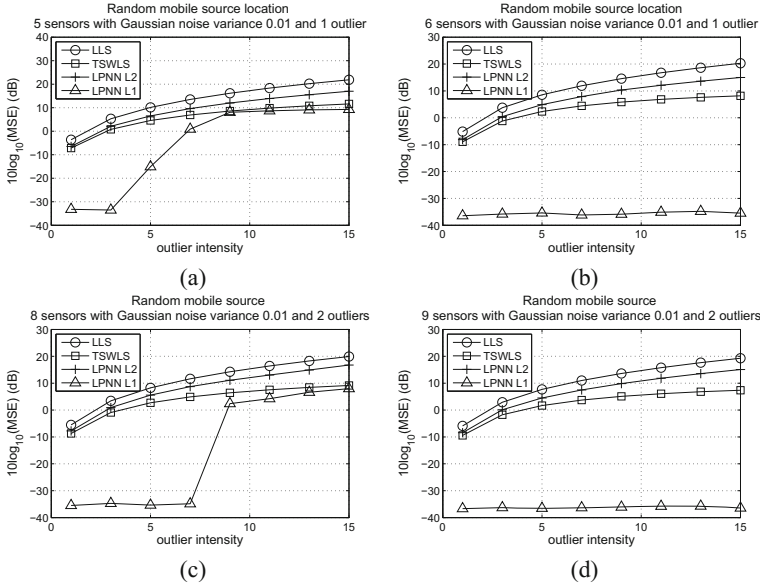 Random mobile source location
5 sensors with Gaussian noise variance 0.01 and 1 outlier
30
20
10
0
−10
−20
−30
−40
10log10(MSE) (dB)
LLS
TSWLS
LPNN L2
LPNN L1
0
5
10
15
outlier intensity
(a)
Random mobile source location
6 sensors with Gaussian noise variance 0.01 and 1 outlier
30
20
10
0
−10
−20
−30
−40
10log10(MSE) (dB)
LLS
TSWLS
LPNN L2
LPNN L1
0
5
10
15
outlier intensity
(b)
Random mobile source
8 sensors with Gaussian noise variance 0.01 and 2 outliers
30
20
10
0
−10
−20
−30
−40
10log10(MSE) (dB)
LLS
TSWLS
LPNN L2
LPNN L1
0
5
10
15
outlier intensity
(c)
Random mobile source
9 sensors with Gaussian noise variance 0.01 and 2 outliers
30
20
10
0
−10
−20
−30
−40
10log10(MSE) (dB)
LLS
TSWLS
LPNN L2
LPNN L1
0
5
10
15
outlier intensity
(d)